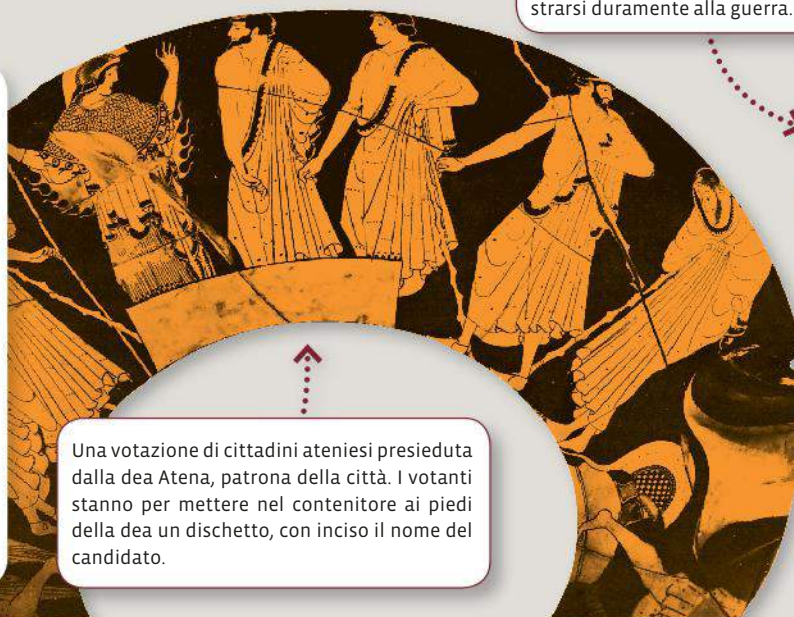 strarsi duramente alla guerra.
Una votazione di cittadini ateniesi presieduta
dalla dea Atena, patrona della città. I votanti
stanno per mettere nel contenitore ai piedi
della dea un dischetto, con inciso il nome del
candidato.